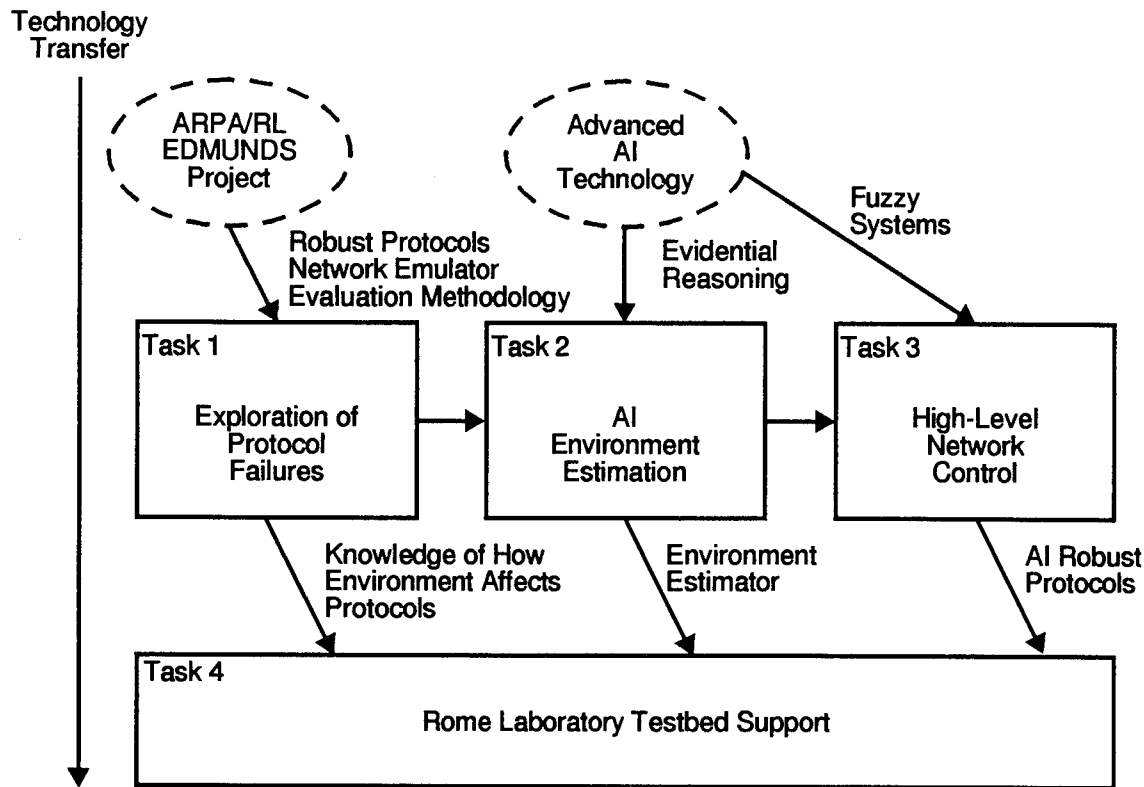 Technology
Transfer
ARPA/RL
EDMUNDS
Project
Advanced
AI
Technology
Fuzzy
Systems
Robust Protocols
Network Emulator
Evaluation Methodology
Evidential
Reasoning
Task 1
Exploration of
Protocol
Failures
Task 2
AI
Environment
Estimation
Task 3
High-Level
Network
Control
Knowledge of How
Environment Affects
Protocols
Environment
Estimator
AI Robust
Protocols
Task 4
Rome Laboratory Testbed Support